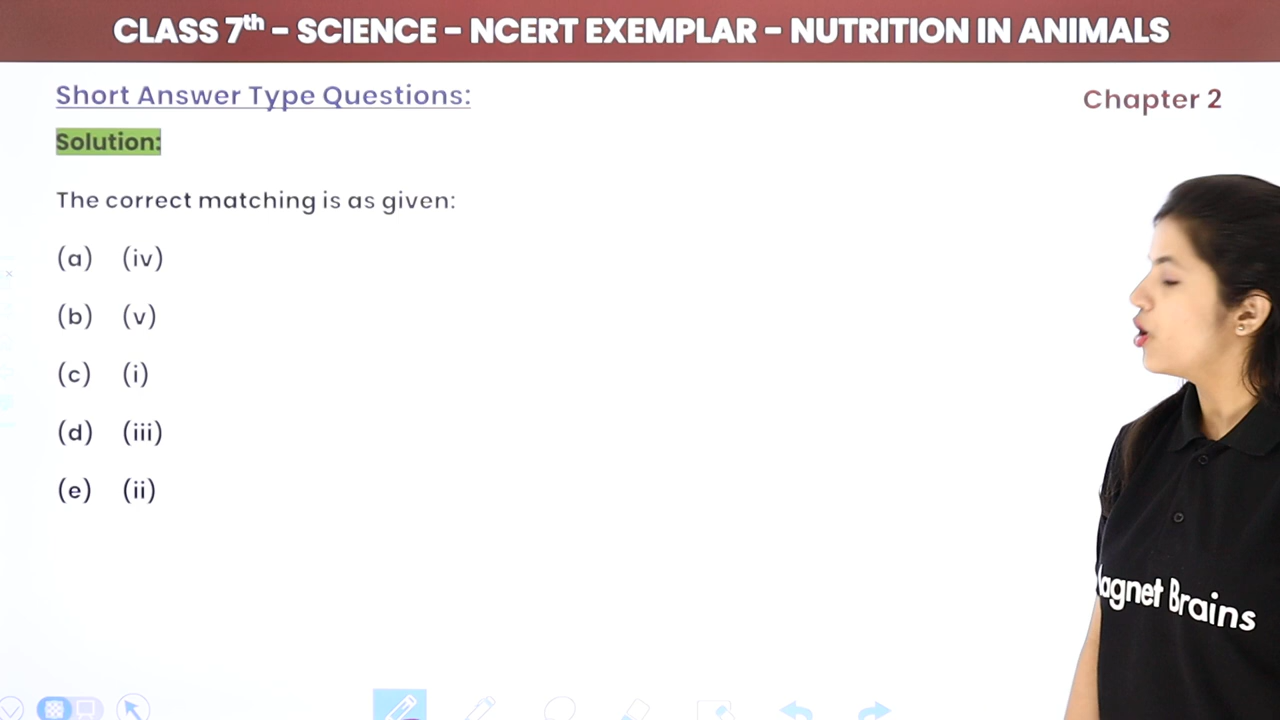 CLASS 7th – SCIENCE – NCERT EXEMPLAR – NUTRITION IN ANIMALS
Short Answer Type Questions:
Chapter 2
Solution:
The correct matching is as given:
(a) (iv)
(b) (v)
(c) (i)
(d) (iii)
(e) (ii)
agnet Brains